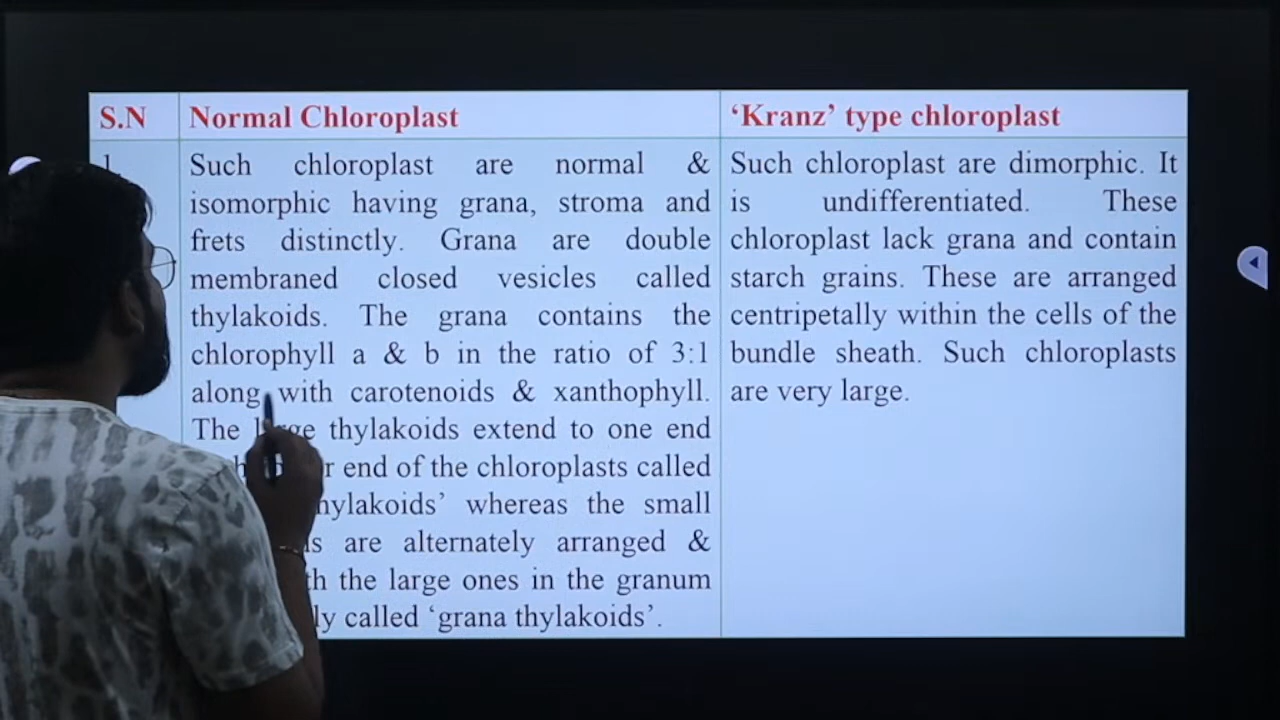 S.N Normal Chloroplast ‘Kranz’ type chloroplast
1.
Such chloroplast are normal &
isomorphic having grana, stroma and
frets distinctly. Grana are double
membraned closed vesicles called
thylakoids. The grana contains the
chlorophyll a & b in the ratio of 3:1
along with carotenoids & xanthophyll.
The thylakoids extend to one end
end of the chloroplasts called
whereas the small
are alternately arranged &
the large ones in the granum
called ‘grana thylakoids’.
Such chloroplast are dimorphic. It
is undifferentiated. These
chloroplast lack grana and contain
starch grains. These are arranged
centripetally within the cells of the
bundle sheath. Such chloroplasts
are very large.